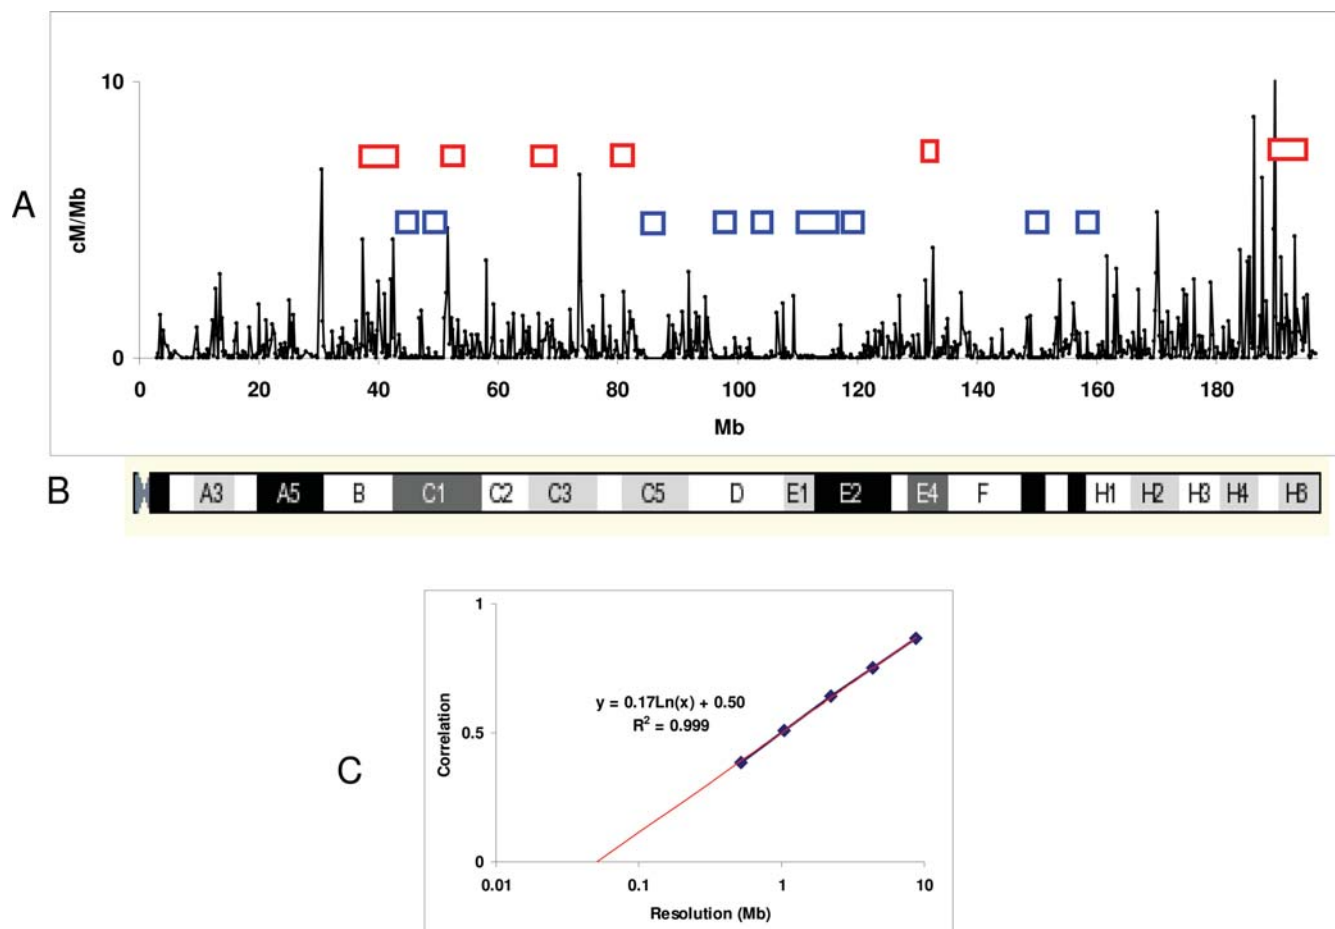 A
10
cM/Mb
0
0 20 40 60 80 100 120 140 160 180
Mb
B
A3 A5 B C1 C2 C3 C5 D E1 E2 E4 F H1 H2 H3 H4 H6
C
1
y = 0.17Ln(x) + 0.50
R² = 0.999
Correlation
0.5
0
0.01 0.1 1 10
Resolution (Mb)